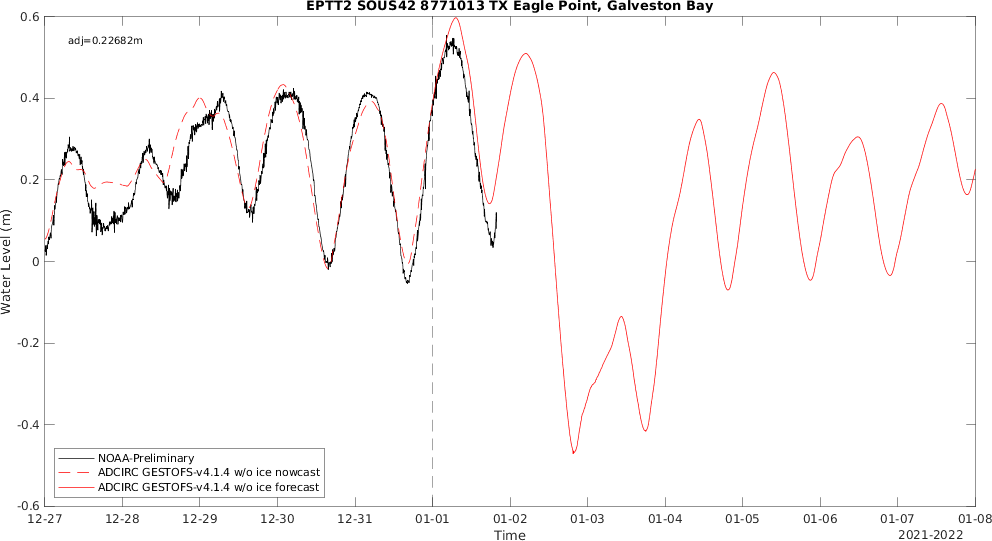 EPTT2 SOUS42 8771013 TX Eagle Point, Galveston Bay
adj=0.22682m
0.6
0.4
0.2
0
-0.2
-0.4
-0.6
Water Level (m)
NOAA-Preliminary
ADCIRC GESTOFS-v4.1.4 w/o ice nowcast
ADCIRC GESTOFS-v4.1.4 w/o ice forecast
12-27 12-28 12-29 12-30 12-31 01-01 01-02 01-03 01-04 01-05 01-06 01-07 01-08
Time
2021-2022